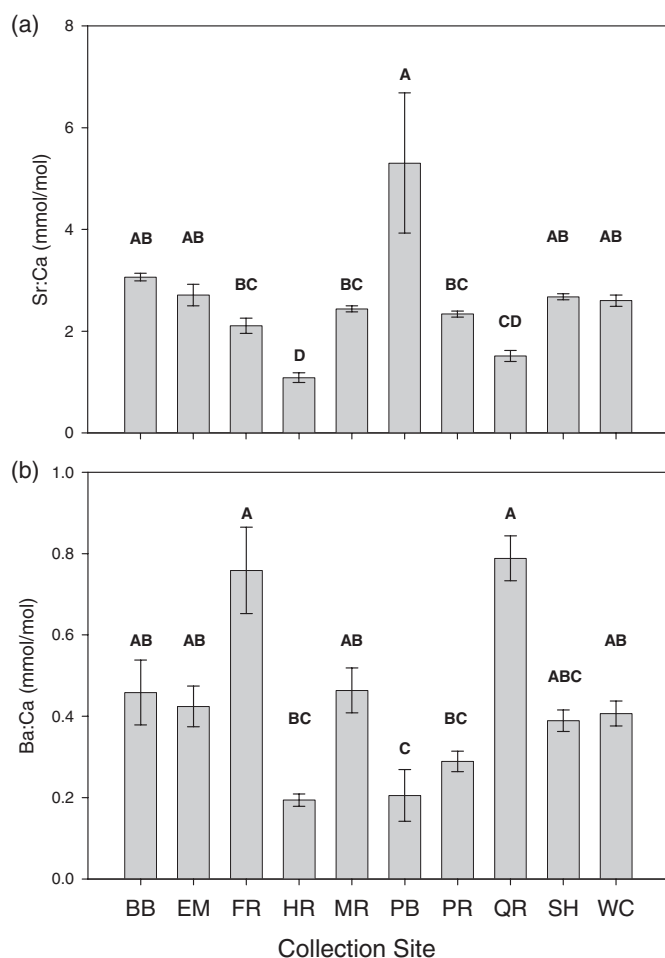 (a)
8
6
4
2
0
Sr:Ca (mmol/mol)
AB AB BC D BC A BC CD AB AB
(b)
1.0
0.8
0.6
0.4
0.2
0.0
Ba:Ca (mmol/mol)
AB AB A BC AB C BC A ABC AB
BB EM FR HR MR PB PR QR SH WC
Collection Site